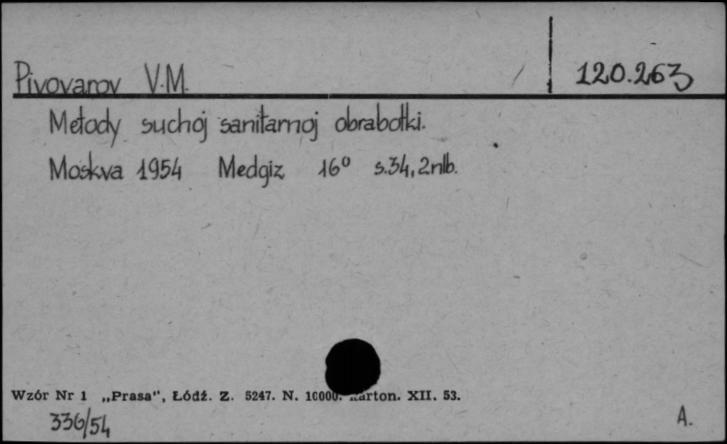 Pivovarov V.M. 120.263
Metody suchoj sanitarnoj obrabotki.
Moskva 1954 Medgiz 16° s.34, 2nlb.
Wzór Nr 1 „Prasa”, Łódź. Z. 5247. N. 10000. Karton. XII. 53.
336/54 A.